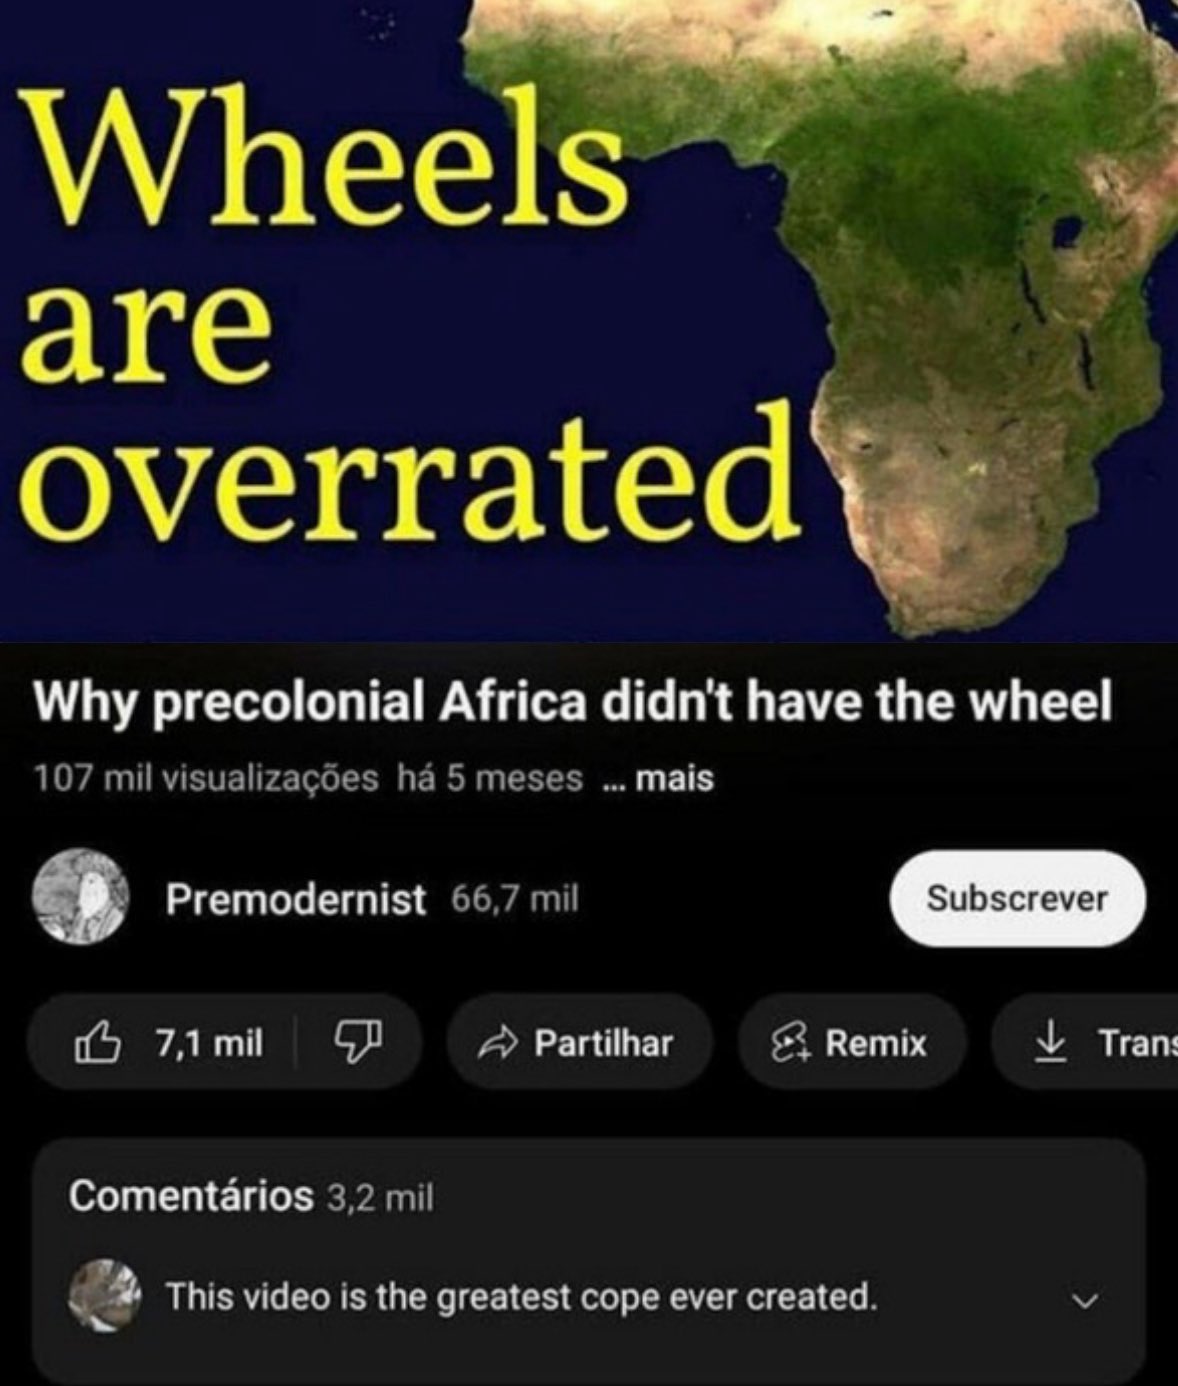 Wheels
are
overrated
Why precolonial Africa didn't have the wheel
107 mil visualizações há 5 meses ... mais
Premodernist 66,7 mil
Subscrever
7,1 mil
Partilhar
Remix
Trans
Comentários 3,2 mil
This video is the greatest cope ever created.